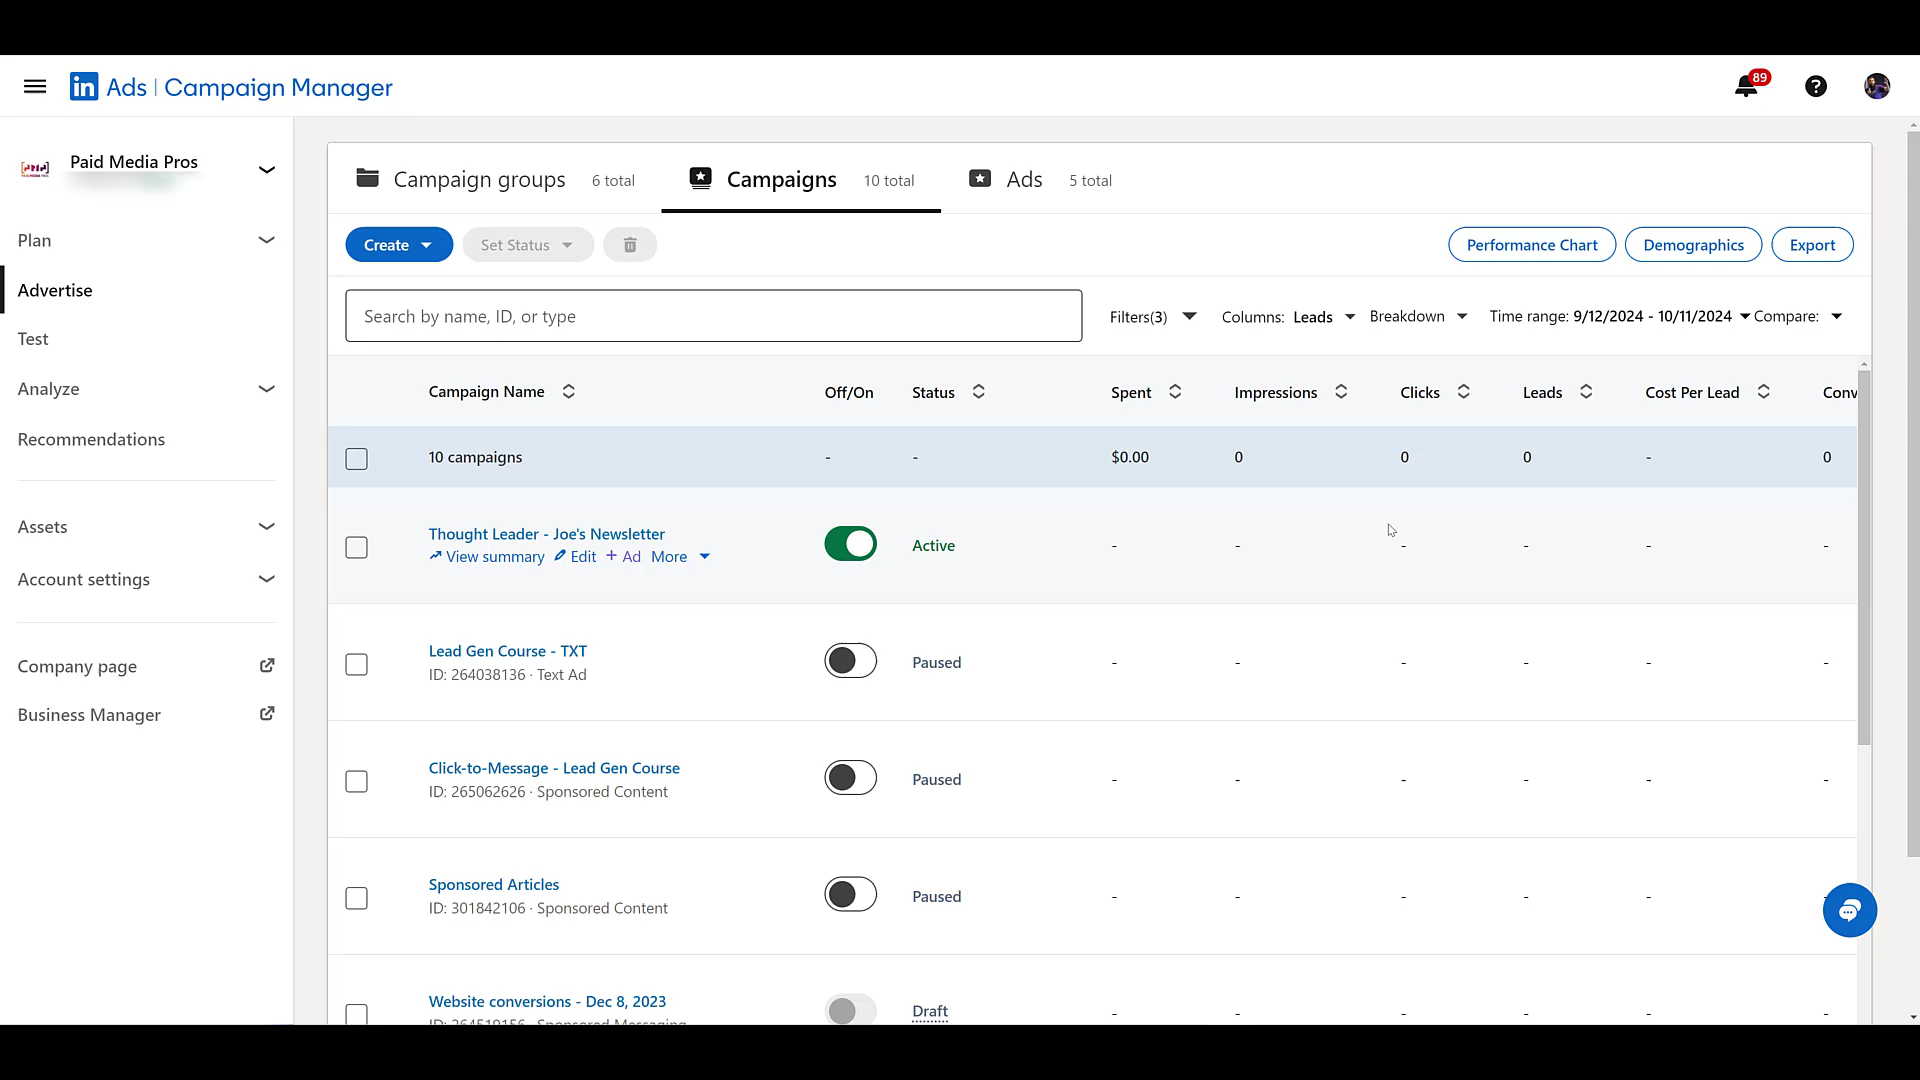 in Ads | Campaign Manager
89
?
Paid Media Pros
Plan
Advertise
Test
Analyze
Recommendations
Assets
Account settings
Company page
Business Manager
Campaign groups 6 total Campaigns 10 total Ads 5 total
Create Set Status Performance Chart Demographics Export
Search by name, ID, or type Filters(3) Columns: Leads Breakdown Time range: 9/12/2024 - 10/11/2024 Compare:
Campaign Name Off/On Status Spent Impressions Clicks Leads Cost Per Lead Conv
10 campaigns - - $0.00 0 0 0 - 0
Thought Leader - Joe's Newsletter
View summary Edit + Ad More Active - - - - - -
Lead Gen Course - TXT
ID: 264038136 · Text Ad Paused - - - - - -
Click-to-Message - Lead Gen Course
ID: 265062626 · Sponsored Content Paused - - - - - -
Sponsored Articles
ID: 301842106 · Sponsored Content Paused - - - - - -
Website conversions - Dec 8, 2023 Draft - - - - - -
ID: 264519156 · Sponsored Messaging